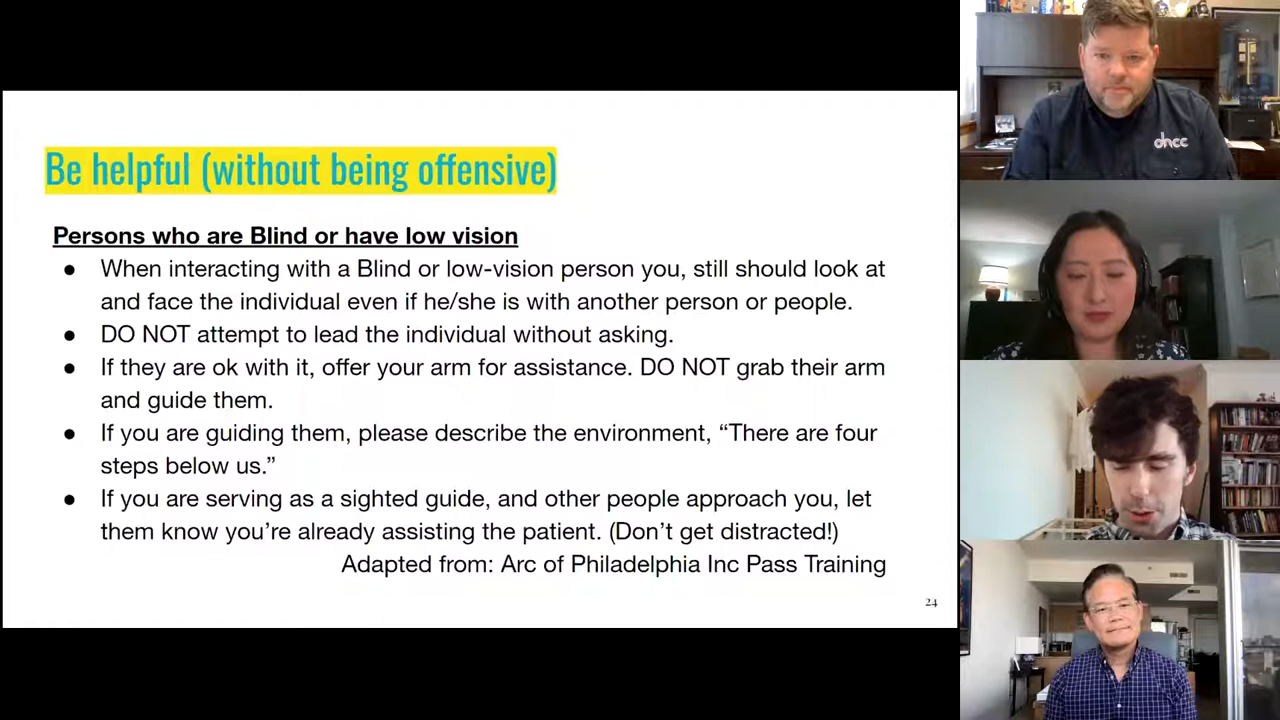 Be helpful (without being offensive)
Persons who are Blind or have low vision
● When interacting with a Blind or low-vision person you, still should look at
and face the individual even if he/she is with another person or people.
● DO NOT attempt to lead the individual without asking.
● If they are ok with it, offer your arm for assistance. DO NOT grab their arm
and guide them.
● If you are guiding them, please describe the environment, “There are four
steps below us.”
● If you are serving as a sighted guide, and other people approach you, let
them know you’re already assisting the patient. (Don’t get distracted!)
Adapted from: Arc of Philadelphia Inc Pass Training
24
dhcc